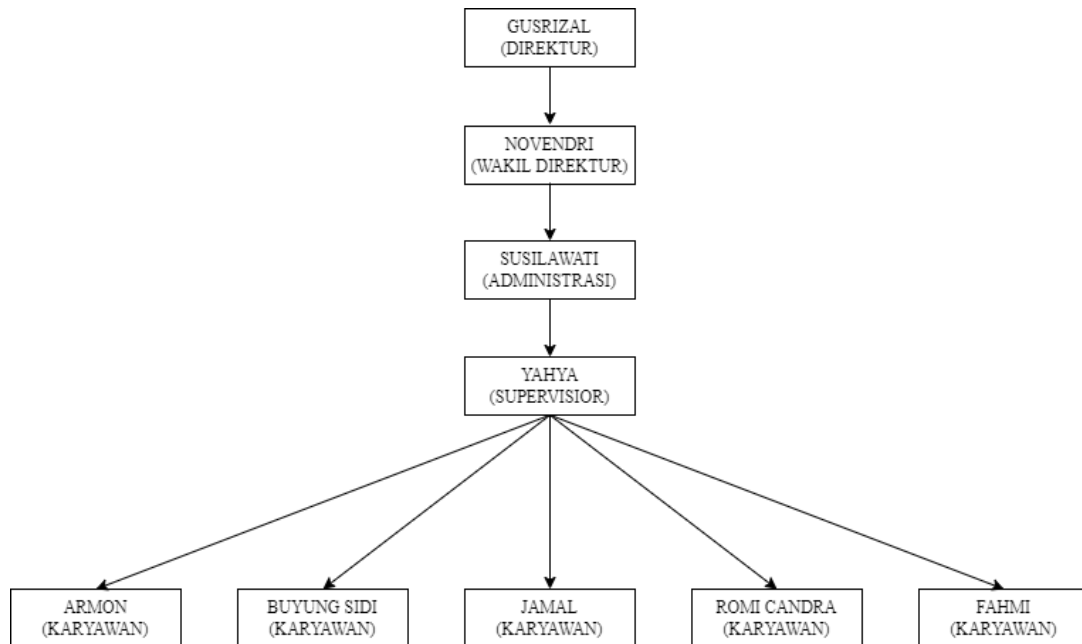 GUSRIZAL
(DIREKTUR)
NOVENDRI
(WAKIL DIREKTUR)
SUSILAWATI
(ADMINISTRASI)
YAHYA
(SUPERVISIOR)
ARMON
(KARYAWAN)
BUYUNG SIDI
(KARYAWAN)
JAMAL
(KARYAWAN)
ROMI CANDRA
(KARYAWAN)
FAHMI
(KARYAWAN)